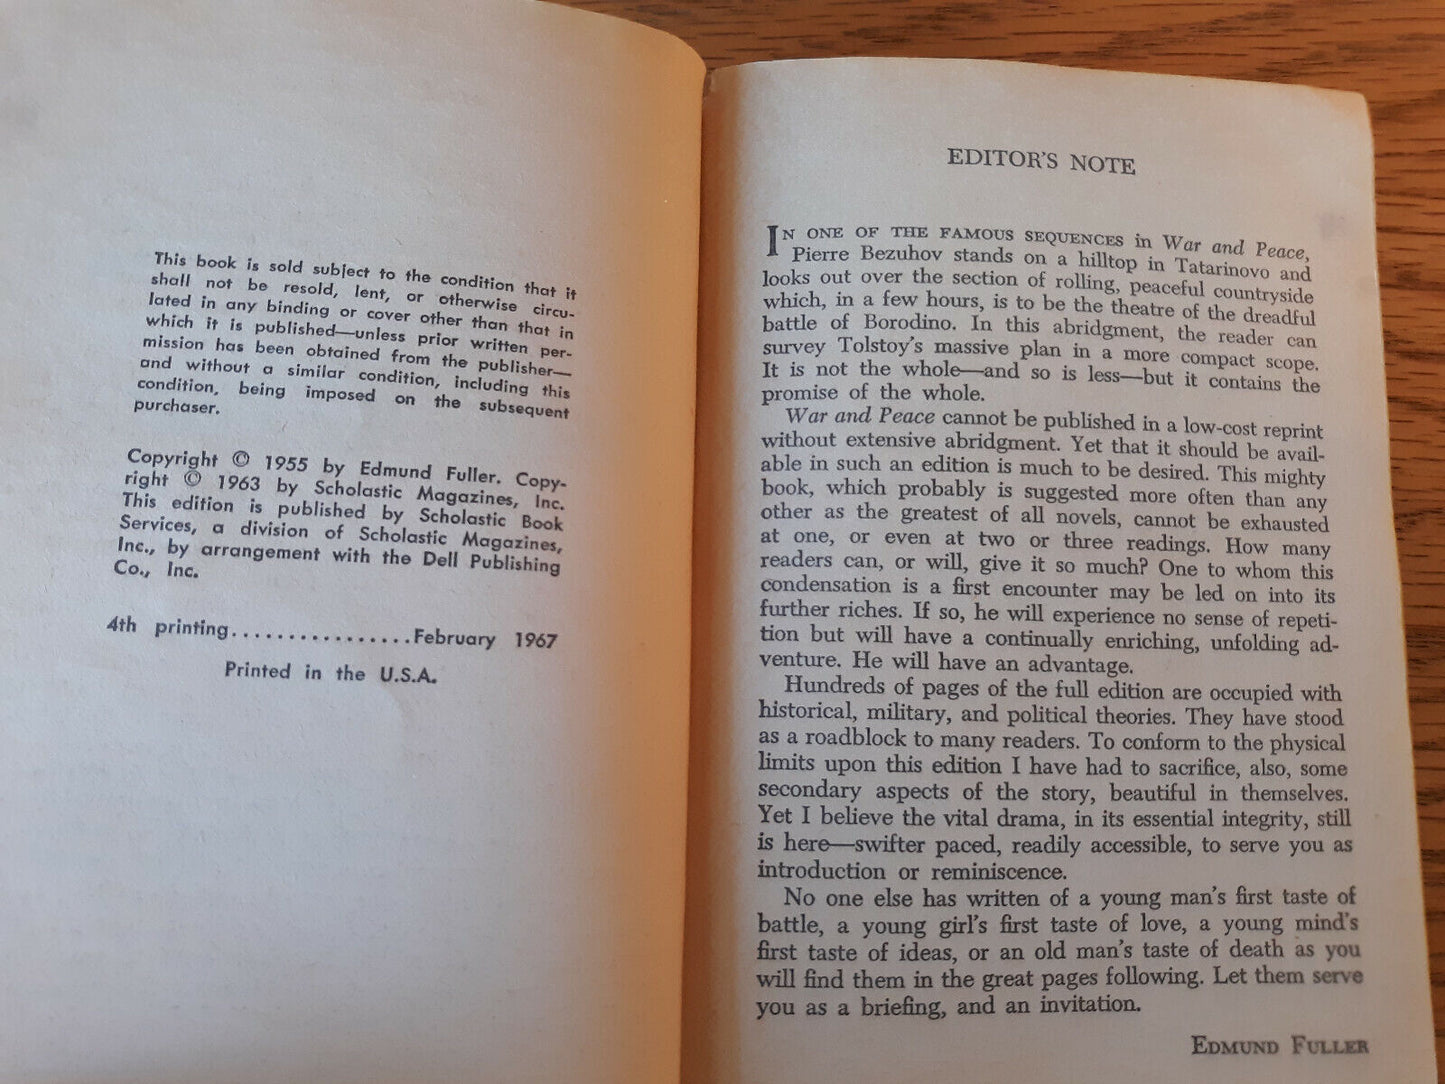 This book is sold subject to the condition that it
shall not be resold, lent, or otherwise circu-
lated in any binding or cover other than that in
which it is published—unless prior written per-
mission has been obtained from the publisher—
and without a similar condition, including this
condition, being imposed on the subsequent
purchaser.
Copyright © 1955 by Edmund Fuller. Copy-
right © 1963 by Scholastic Magazines, Inc.
This edition is published by Scholastic Book
Services, a division of Scholastic Magazines,
Inc., by arrangement with the Dell Publishing
Co., Inc.
4th printing................February 1967
Printed in the U.S.A.
EDITOR'S NOTE
IN ONE OF THE FAMOUS SEQUENCES in War and Peace,
Pierre Bezuhov stands on a hilltop in Tatarinovo and
looks out over the section of rolling, peaceful countryside
which, in a few hours, is to be the theatre of the dreadful
battle of Borodino. In this abridgment, the reader can
survey Tolstoy's massive plan in a more compact scope.
It is not the whole—and so is less—but it contains the
promise of the whole.
War and Peace cannot be published in a low-cost reprint
without extensive abridgment. Yet that it should be avail-
able in such an edition is much to be desired. This mighty
book, which probably is suggested more often than any
other as the greatest of all novels, cannot be exhausted
at one, or even at two or three readings. How many
readers can, or will, give it so much? One to whom this
condensation is a first encounter may be led on into its
further riches. If so, he will experience no sense of repeti-
tion but will have a continually enriching, unfolding ad-
venture. He will have an advantage.
Hundreds of pages of the full edition are occupied with
historical, military, and political theories. They have stood
as a roadblock to many readers. To conform to the physical
limits upon this edition I have had to sacrifice, also, some
secondary aspects of the story, beautiful in themselves.
Yet I believe the vital drama, in its essential integrity, still
is here—swifter paced, readily accessible, to serve you as
introduction or reminiscence.
No one else has written of a young man's first taste of
battle, a young girl's first taste of love, a young mind's
first taste of ideas, or an old man's taste of death as you
will find them in the great pages following. Let them serve
you as a briefing, and an invitation.
EDMUND FULLER